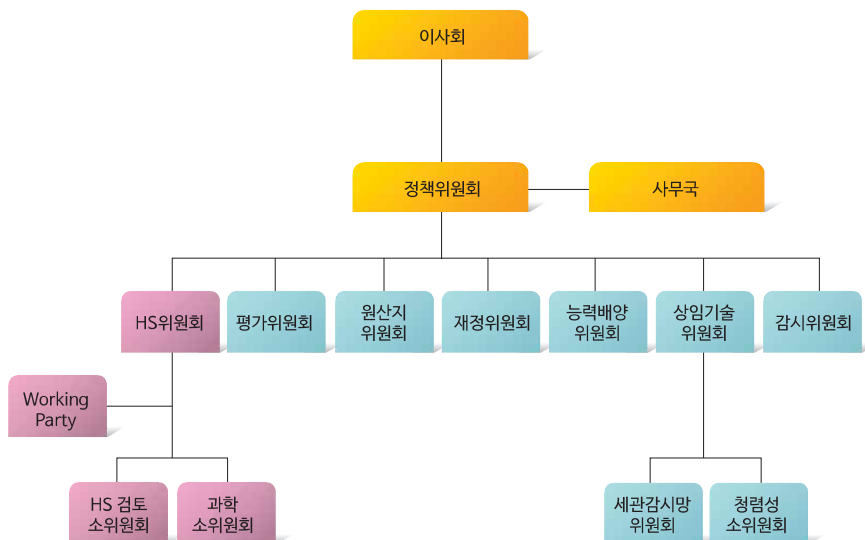 이사회
정책위원회
사무국
HS위원회
평가위원회
원산지
위원회
재정위원회
능력배양
위원회
상임기술
위원회
감시위원회
Working
Party
HS 검토
소위원회
과학
소위원회
세관감시망
위원회
청렴성
소위원회